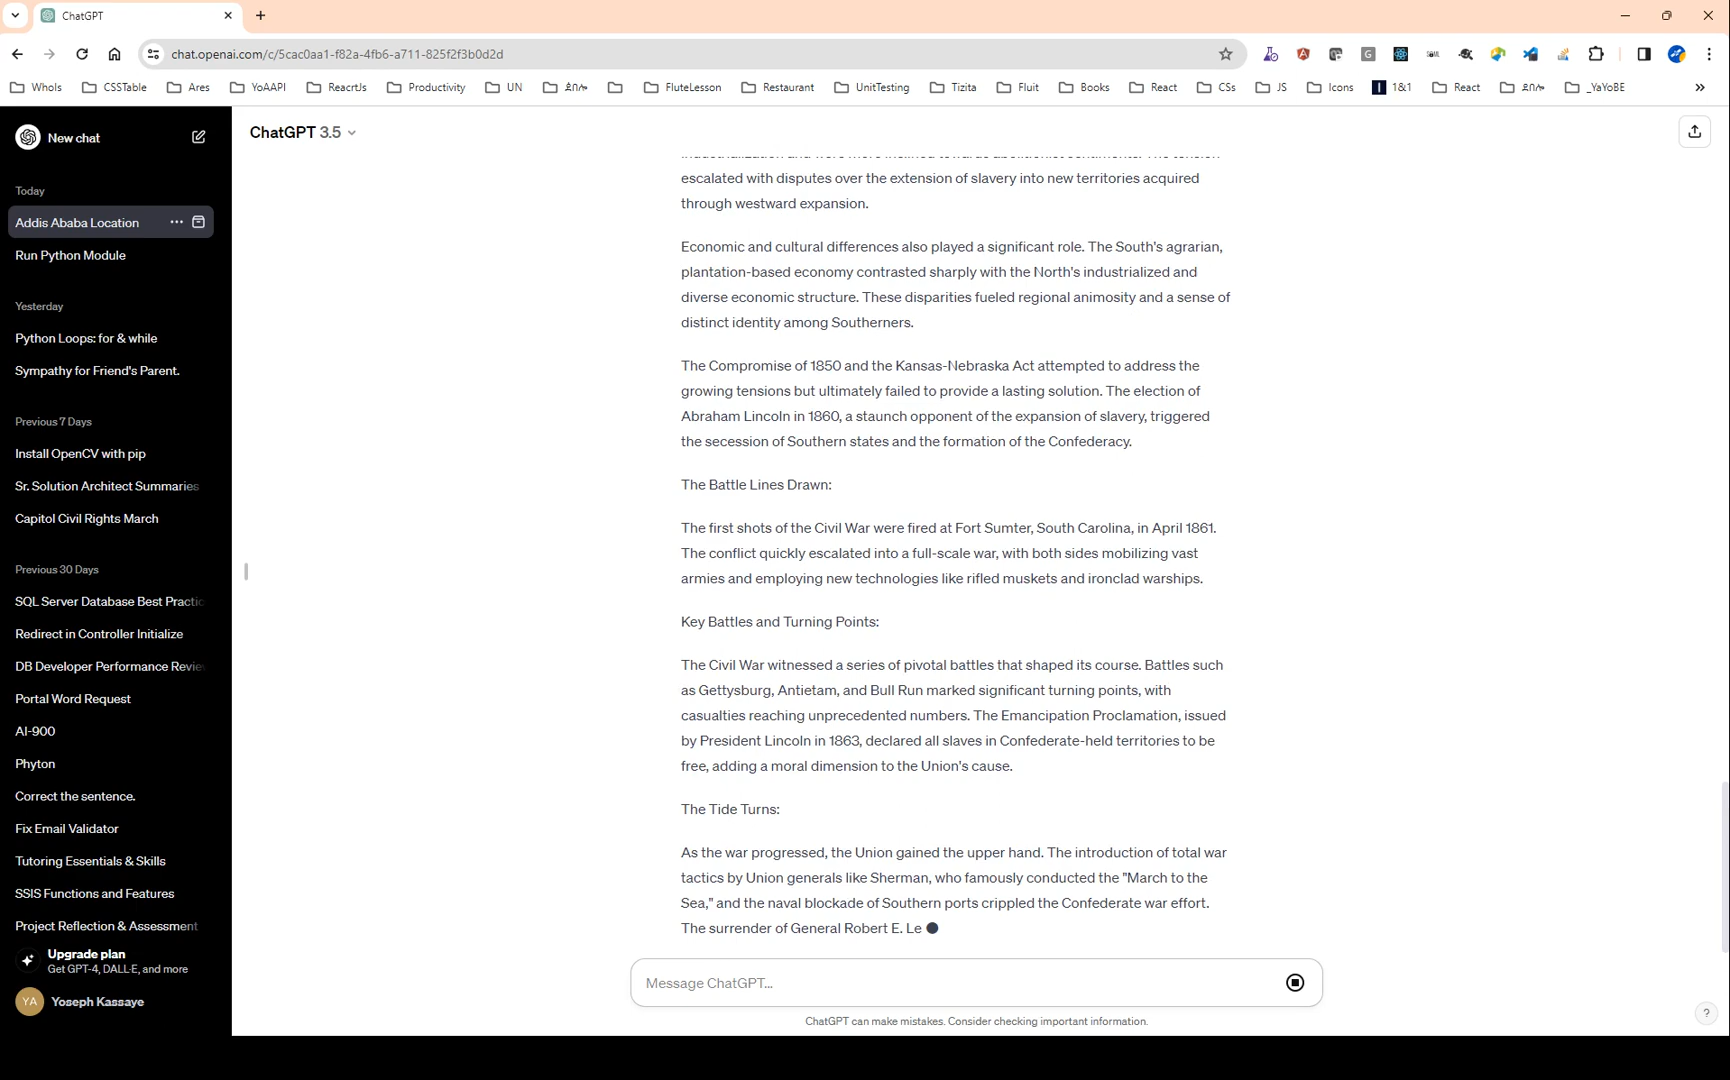 ChatGPT
chat.openai.com/c/5cac0aa1-f82a-4fb6-a711-825f2f3b0d2d
WhoIs
CSSTable
Ares
YoAAPI
ReacrtJs
Productivity
UN
FluteLesson
Restaurant
UnitTesting
Tizita
Fluit
Books
React
CSs
JS
Icons
1&1
React
_YaYoBE
New chat
Today
Addis Ababa Location
Run Python Module
Yesterday
Python Loops: for & while
Sympathy for Friend's Parent.
Previous 7 Days
Install OpenCV with pip
Sr. Solution Architect Summaries
Capitol Civil Rights March
Previous 30 Days
SQL Server Database Best Practic
Redirect in Controller Initialize
DB Developer Performance Revie
Portal Word Request
AI-900
Phyton
Correct the sentence.
Fix Email Validator
Tutoring Essentials & Skills
SSIS Functions and Features
Project Reflection & Assessment
Upgrade plan
Get GPT-4, DALL·E, and more
YA Yoseph Kassaye
ChatGPT 3.5
escalated with disputes over the extension of slavery into new territories acquired
through westward expansion.
Economic and cultural differences also played a significant role. The South's agrarian,
plantation-based economy contrasted sharply with the North's industrialized and
diverse economic structure. These disparities fueled regional animosity and a sense of
distinct identity among Southerners.
The Compromise of 1850 and the Kansas-Nebraska Act attempted to address the
growing tensions but ultimately failed to provide a lasting solution. The election of
Abraham Lincoln in 1860, a staunch opponent of the expansion of slavery, triggered
the secession of Southern states and the formation of the Confederacy.
The Battle Lines Drawn:
The first shots of the Civil War were fired at Fort Sumter, South Carolina, in April 1861.
The conflict quickly escalated into a full-scale war, with both sides mobilizing vast
armies and employing new technologies like rifled muskets and ironclad warships.
Key Battles and Turning Points:
The Civil War witnessed a series of pivotal battles that shaped its course. Battles such
as Gettysburg, Antietam, and Bull Run marked significant turning points, with
casualties reaching unprecedented numbers. The Emancipation Proclamation, issued
by President Lincoln in 1863, declared all slaves in Confederate-held territories to be
free, adding a moral dimension to the Union's cause.
The Tide Turns:
As the war progressed, the Union gained the upper hand. The introduction of total war
tactics by Union generals like Sherman, who famously conducted the "March to the
Sea," and the naval blockade of Southern ports crippled the Confederate war effort.
The surrender of General Robert E. Le
Message ChatGPT...
ChatGPT can make mistakes. Consider checking important information.
?